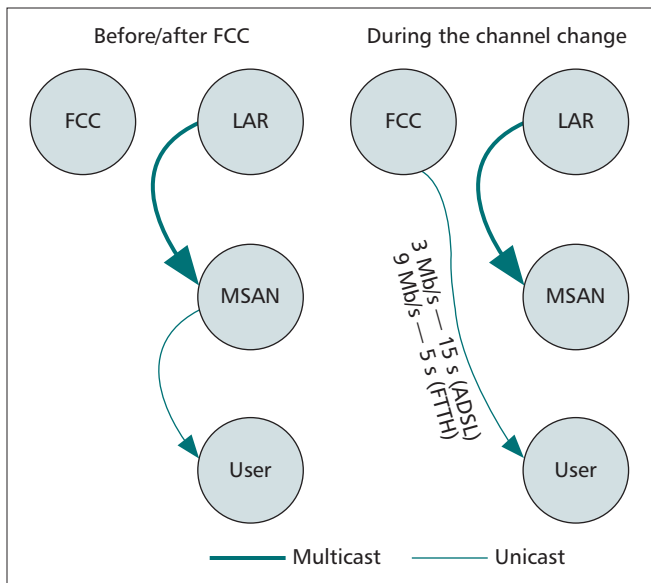 Before/after FCC
During the channel change
FCC
LAR
FCC
LAR
MSAN
MSAN
3 Mb/s — 15 s (ADSL)
9 Mb/s — 5 s (FTTH)
User
User
Multicast
Unicast